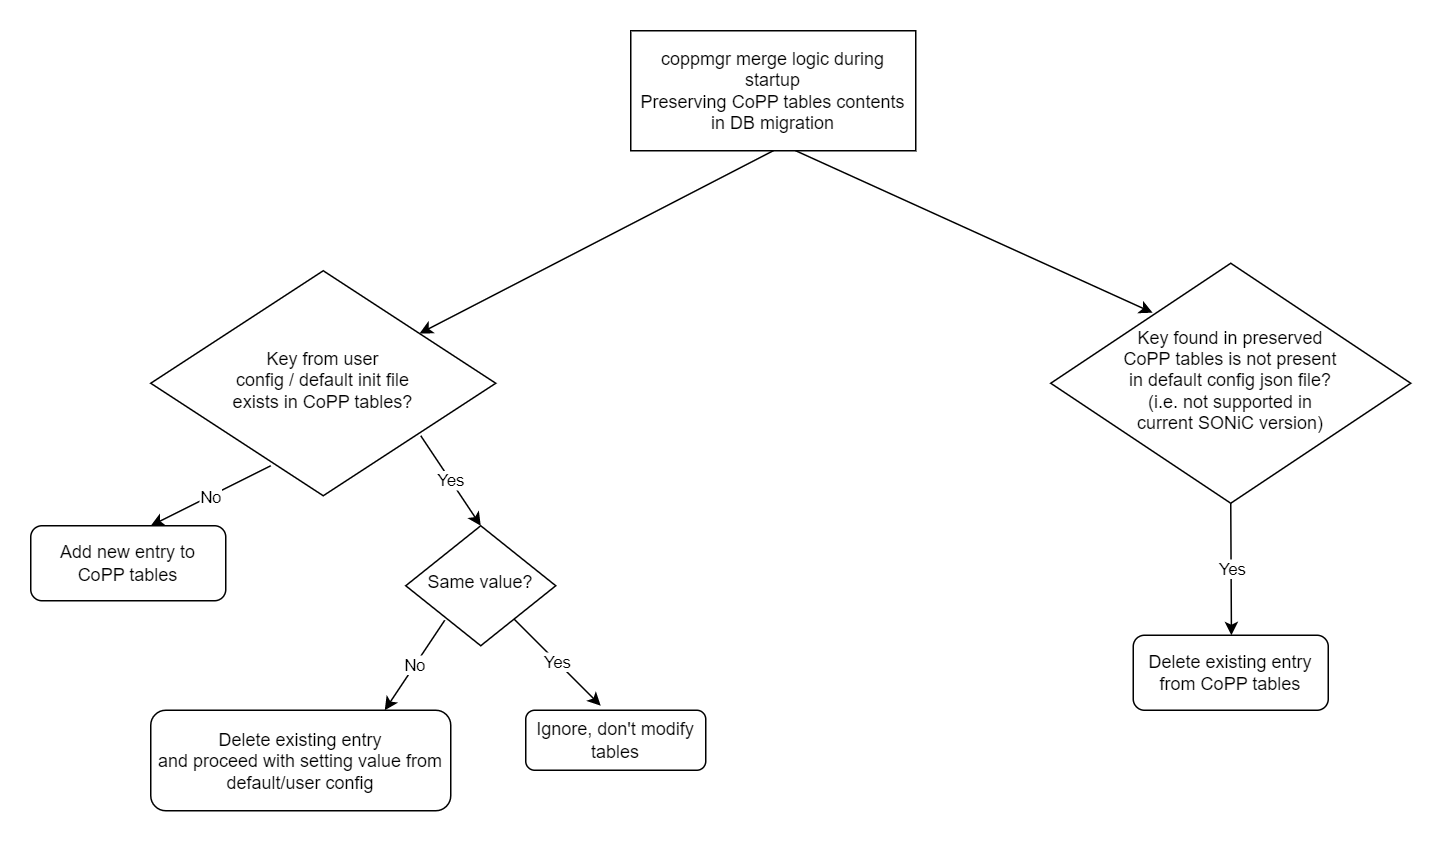 coppmgr merge logic during
startup
Preserving CoPP tables contents
in DB migration
Key from user
config / default init file
exists in CoPP tables?
Key found in preserved
CoPP tables is not present
in default config json file?
(i.e. not supported in
current SONiC version)
No
Yes
Add new entry to
CoPP tables
Same value?
Yes
No
Yes
Delete existing entry
and proceed with setting value from
default/user config
Ignore, don't modify
tables
Delete existing entry
from CoPP tables